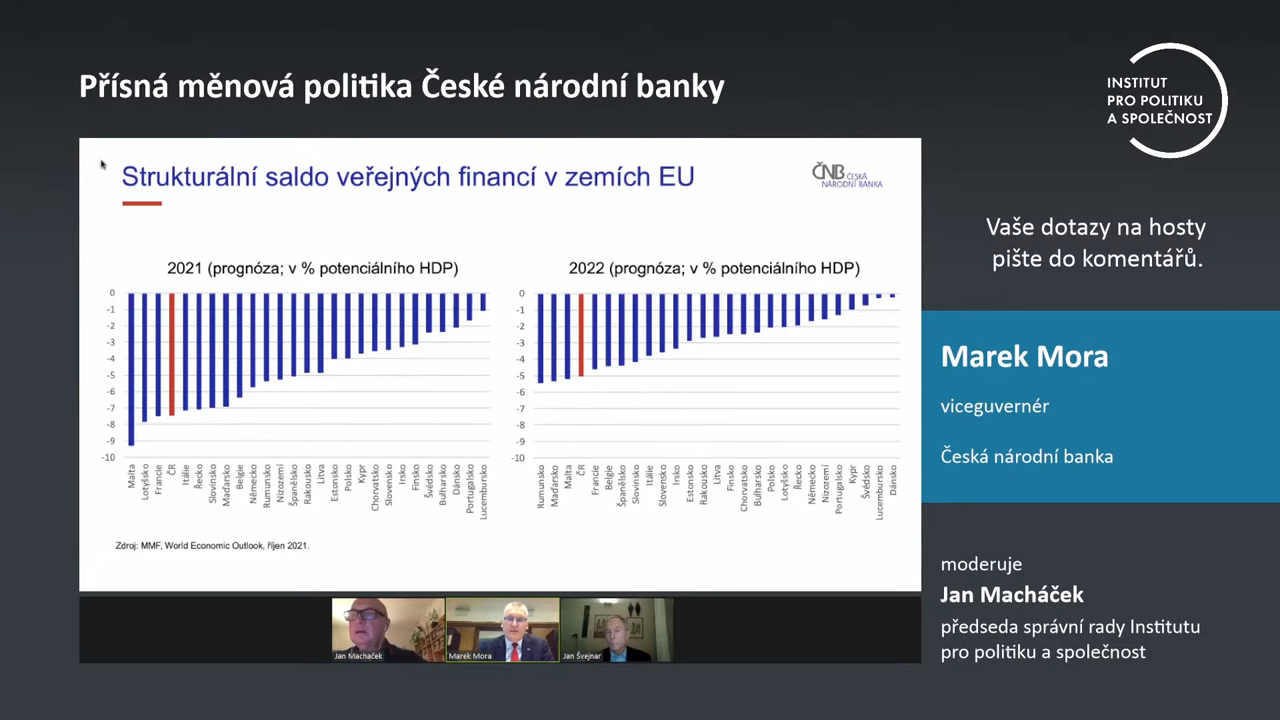 Přísná měnová politika České národní banky
INSTITUT
PRO POLITIKU
A SPOLEČNOST
Strukturální saldo veřejných financí v zemích EU
ČNB ČESKÁ
NÁRODNÍ BANKA
Vaše dotazy na hosty
pište do komentářů.
2021 (prognóza; v % potenciálního HDP)
0
-1
-2
-3
-4
-5
-6
-7
-8
-9
-10
Malta
Lotyšsko
Francie
ČR
Itálie
Řecko
Slovinsko
Maďarsko
Belgie
Německo
Rumunsko
Nizozemí
Španělsko
Rakousko
Litva
Estonsko
Polsko
Kypr
Chorvatsko
Slovensko
Irsko
Finsko
Švédsko
Bulharsko
Dánsko
Portugalsko
Lucembursko
2022 (prognóza; v % potenciálního HDP)
0
-1
-2
-3
-4
-5
-6
-7
-8
-9
-10
Rumunsko
Maďarsko
Malta
ČR
Francie
Belgie
Španělsko
Slovinsko
Itálie
Slovensko
Irsko
Estonsko
Rakousko
Litva
Finsko
Chorvatsko
Bulharsko
Polsko
Lotyšsko
Řecko
Německo
Nizozemí
Portugalsko
Kypr
Švédsko
Lucembursko
Dánsko
Zdroj: MMF, World Economic Outlook, říjen 2021.
Marek Mora
viceguvernér
Česká národní banka
moderuje
Jan Macháček
předseda správní rady Institutu
pro politiku a společnost
Jan Macháček
Marek Mora
Jan Švejnar